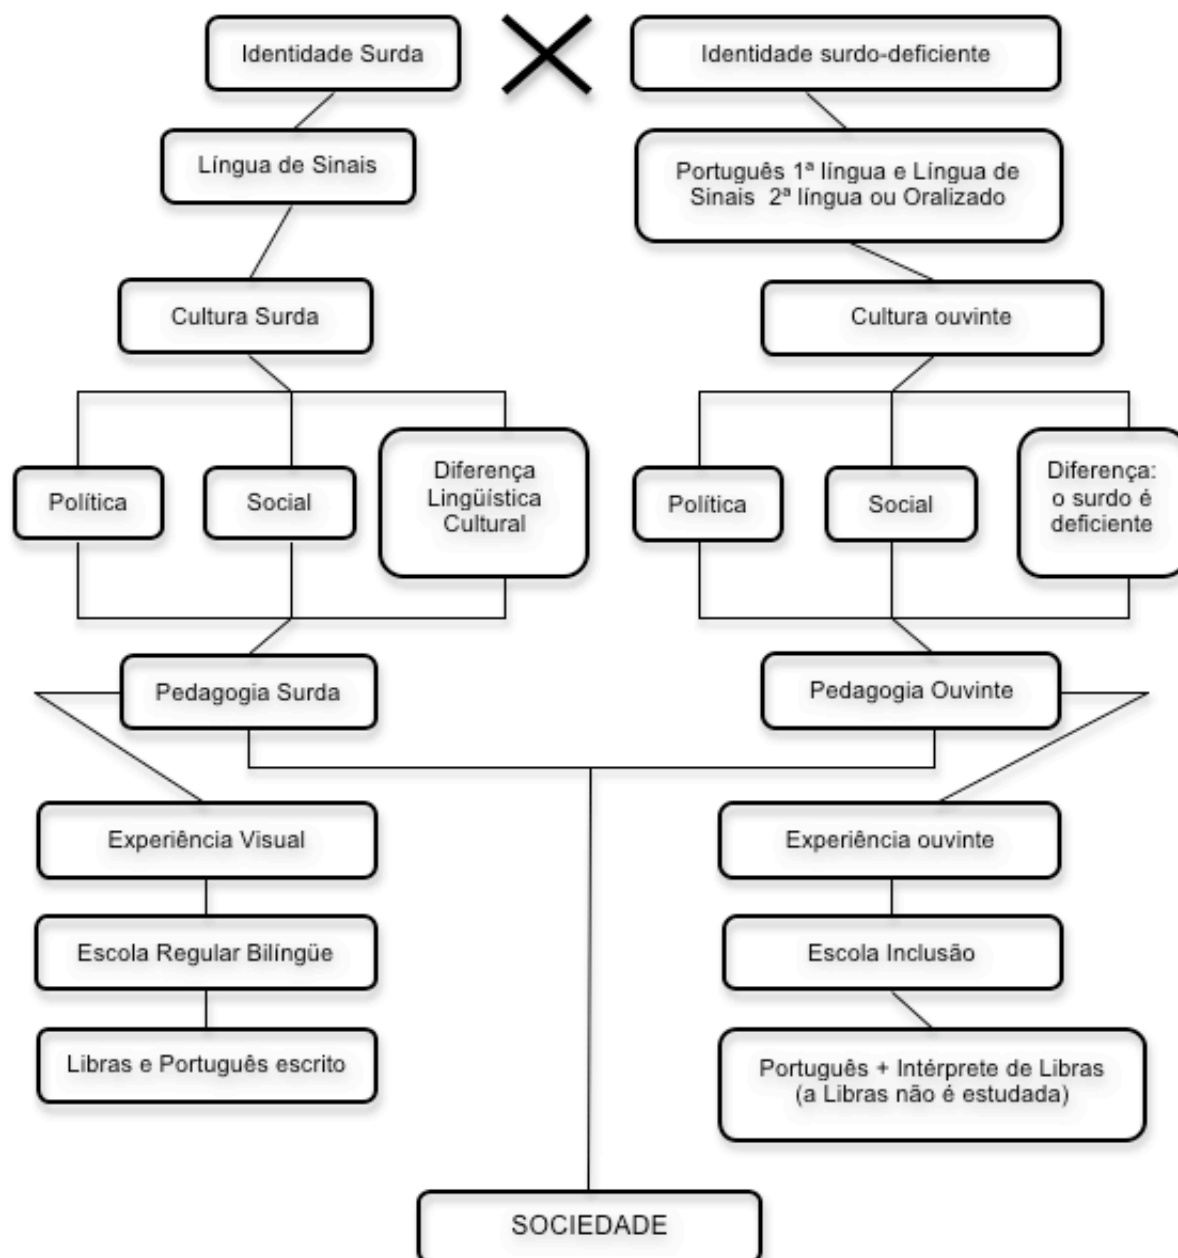 Identidade Surda
Identidade surdo-deficiente
Língua de Sinais
Português 1ª língua e Língua de
Sinais 2ª língua ou Oralizado
Cultura Surda
Cultura ouvinte
Política
Social
Diferença
Lingüística
Cultural
Política
Social
Diferença:
o surdo é
deficiente
Pedagogia Surda
Pedagogia Ouvinte
Experiência Visual
Experiência ouvinte
Escola Regular Bilíngüe
Escola Inclusão
Libras e Português escrito
Português + Intérprete de Libras
(a Libras não é estudada)
SOCIEDADE